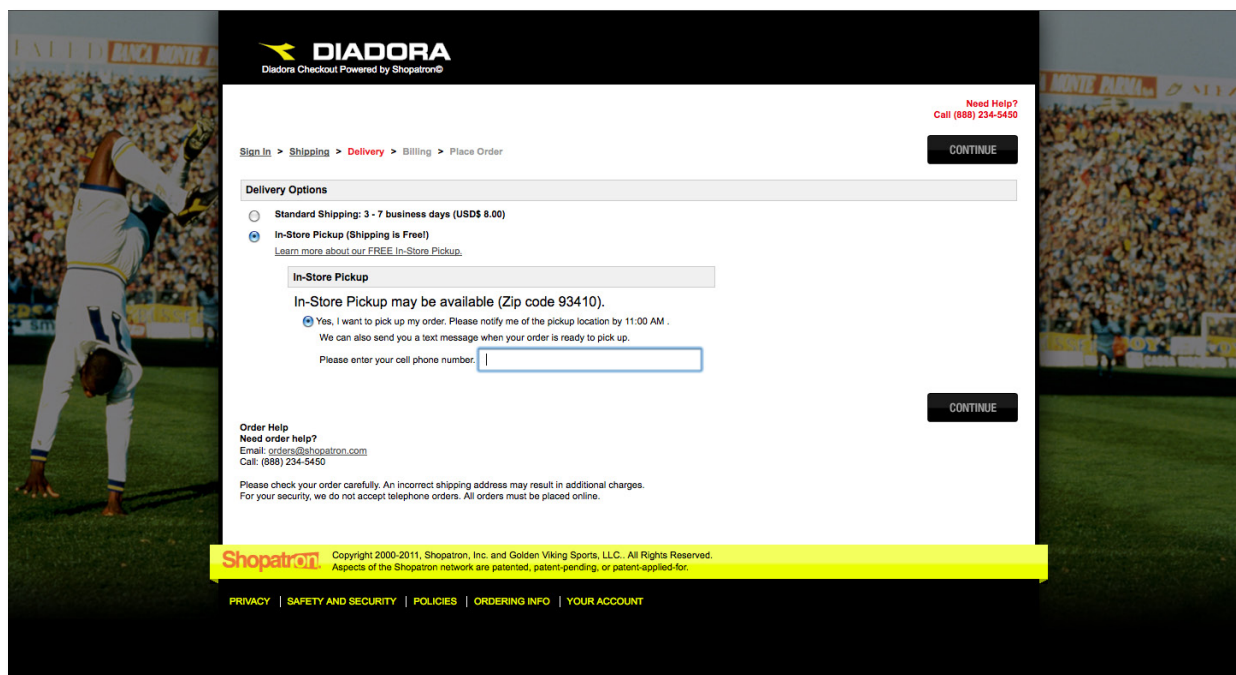 DIADORA
Diadora Checkout Powered by Shopatron©
Need Help?
Call (888) 234-5450
Sign In > Shipping > Delivery > Billing > Place Order
CONTINUE
Delivery Options
Standard Shipping: 3 - 7 business days (USD$ 8.00)
In-Store Pickup (Shipping is Free!)
Learn more about our FREE In-Store Pickup.
In-Store Pickup
In-Store Pickup may be available (Zip code 93410).
Yes, I want to pick up my order. Please notify me of the pickup location by 11:00 AM .
We can also send you a text message when your order is ready to pick up.
Please enter your cell phone number.
CONTINUE
Order Help
Need order help?
Email: orders@shopatron.com
Call: (888) 234-5450
Please check your order carefully. An incorrect shipping address may result in additional charges.
For your security, we do not accept telephone orders. All orders must be placed online.
Shopatron.
Copyright 2000-2011, Shopatron, Inc. and Golden Viking Sports, LLC.. All Rights Reserved.
Aspects of the Shopatron network are patented, patent-pending, or patent-applied-for.
PRIVACY | SAFETY AND SECURITY | POLICIES | ORDERING INFO | YOUR ACCOUNT